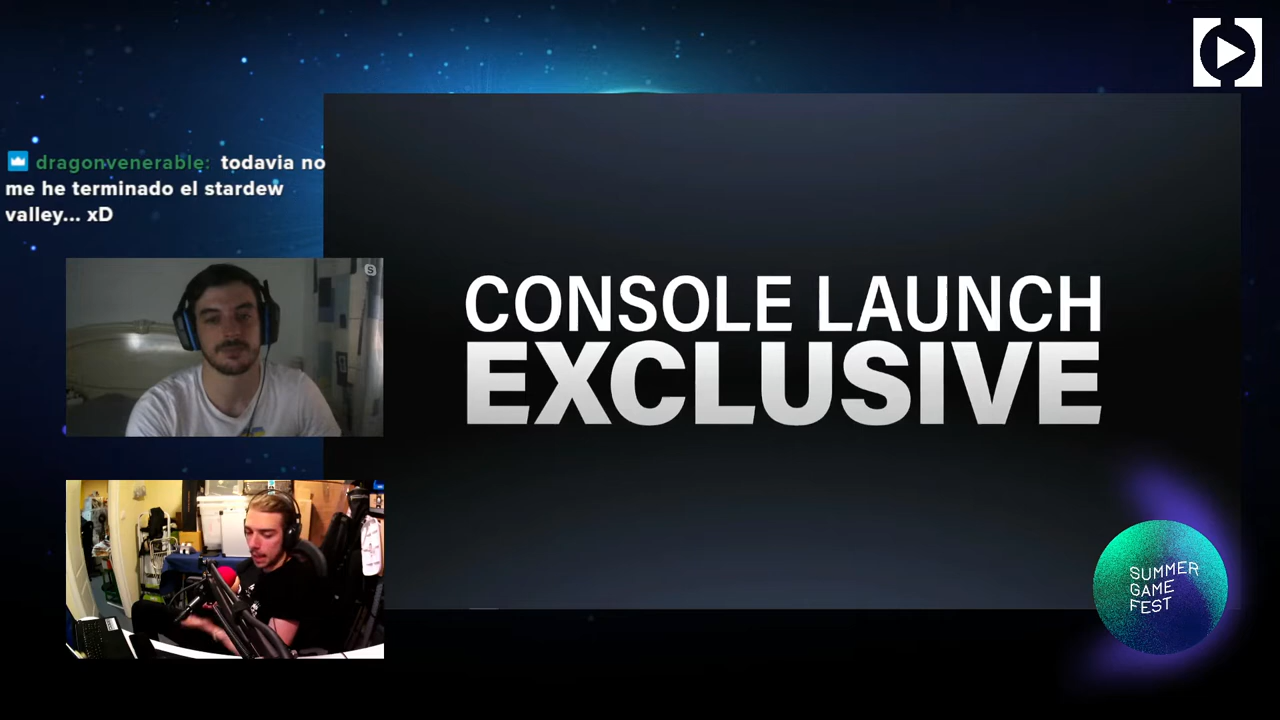 dragonvenerable: todavia no
me he terminado el stardew
valley... xD
CONSOLE LAUNCH
EXCLUSIVE
SUMMER
GAME
FEST